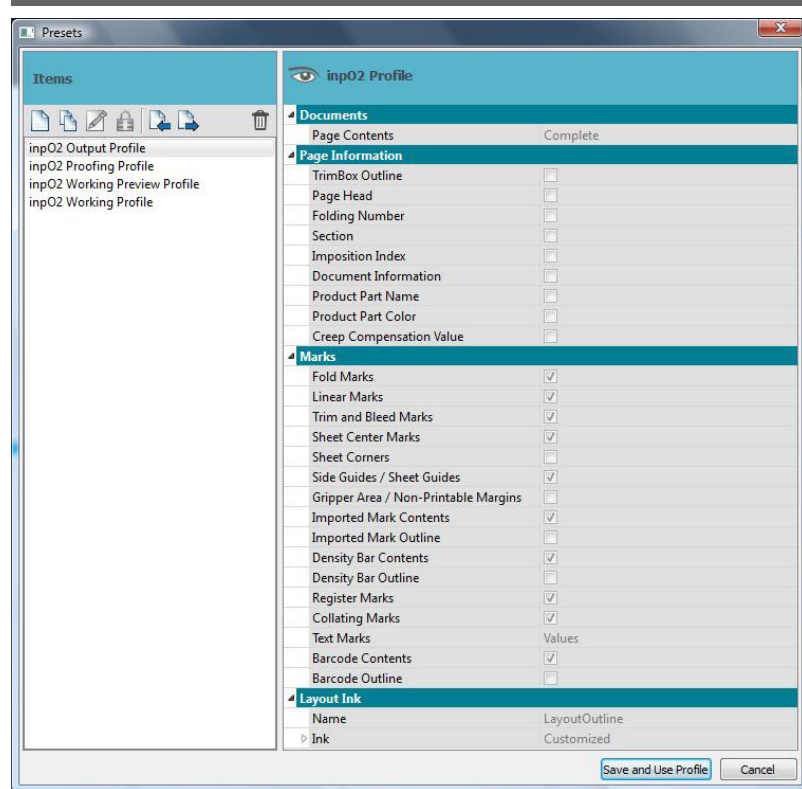 Presets
Items
inpO2 Profile
inpO2 Output Profile
inpO2 Proofing Profile
inpO2 Working Preview Profile
inpO2 Working Profile
Documents
Page Contents Complete
Page Information
TrimBox Outline
Page Head
Folding Number
Section
Imposition Index
Document Information
Product Part Name
Product Part Color
Creep Compensation Value
Marks
Fold Marks
Linear Marks
Trim and Bleed Marks
Sheet Center Marks
Sheet Corners
Side Guides / Sheet Guides
Gripper Area / Non-Printable Margins
Imported Mark Contents
Imported Mark Outline
Density Bar Contents
Density Bar Outline
Register Marks
Collating Marks
Text Marks Values
Barcode Contents
Barcode Outline
Layout Ink
Name LayoutOutline
Ink Customized
Save and Use Profile Cancel